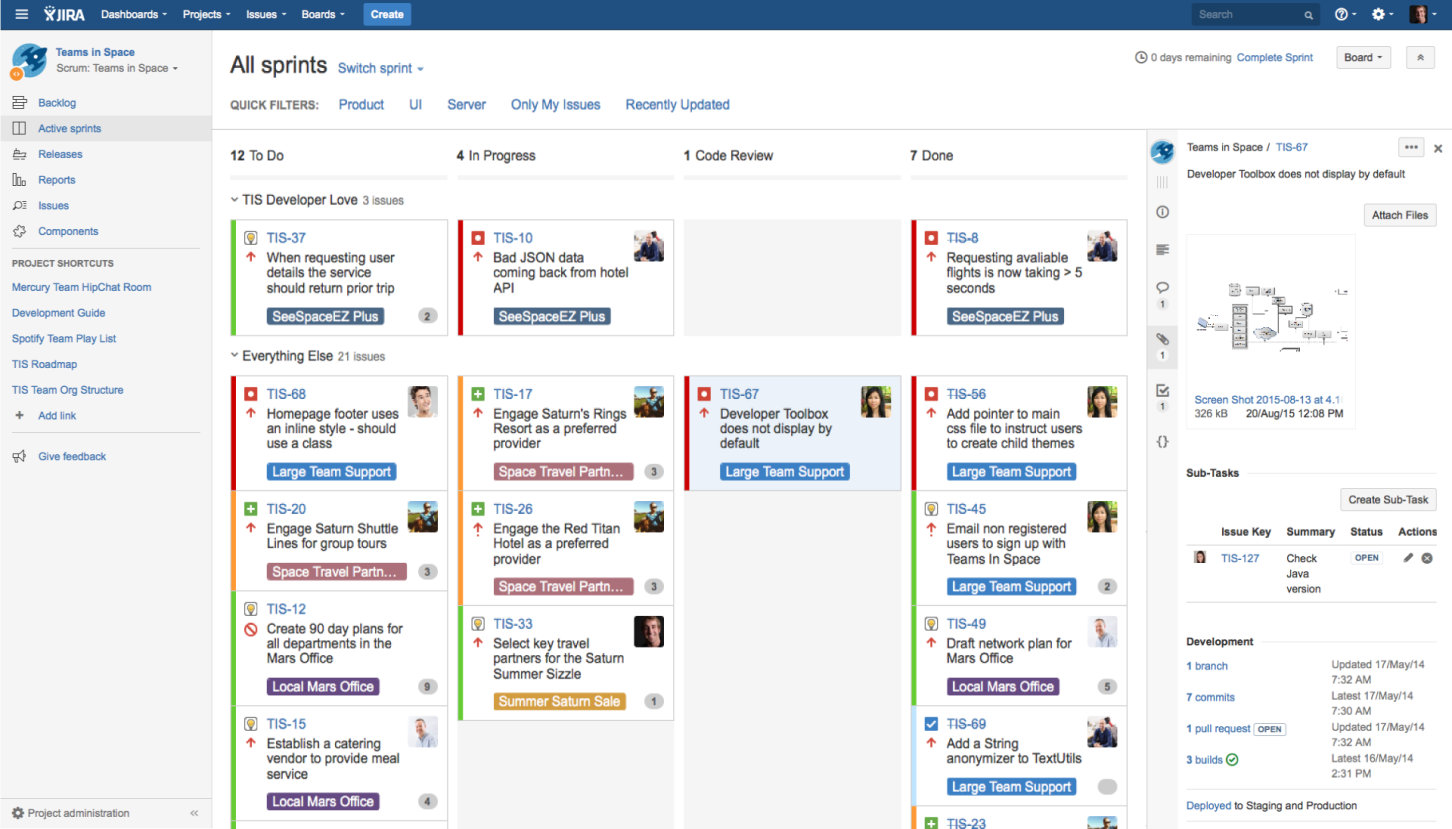 JIRA Dashboards Projects Issues Boards Create Search
Teams in Space
Scrum: Teams in Space
Backlog
Active sprints
Releases
Reports
Issues
Components
PROJECT SHORTCUTS
Mercury Team HipChat Room
Development Guide
Spotify Team Play List
TIS Roadmap
TIS Team Org Structure
Add link
Give feedback
Project administration
All sprints Switch sprint
0 days remaining Complete Sprint Board
QUICK FILTERS: Product UI Server Only My Issues Recently Updated
12 To Do 4 In Progress 1 Code Review 7 Done
TIS Developer Love 3 issues
TIS-37
When requesting user
details the service
should return prior trip
SeeSpaceEZ Plus 2
TIS-10
Bad JSON data
coming back from hotel
API
SeeSpaceEZ Plus
TIS-8
Requesting avaliable
flights is now taking > 5
seconds
SeeSpaceEZ Plus
Everything Else 21 issues
TIS-68
Homepage footer uses
an inline style - should
use a class
Large Team Support
TIS-20
Engage Saturn Shuttle
Lines for group tours
Space Travel Partn... 3
TIS-12
Create 90 day plans for
all departments in the
Mars Office
Local Mars Office 9
TIS-15
Establish a catering
vendor to provide meal
service
Local Mars Office 4
TIS-17
Engage Saturn's Rings
Resort as a preferred
provider
Space Travel Partn... 3
TIS-26
Engage the Red Titan
Hotel as a preferred
provider
Space Travel Partn... 3
TIS-33
Select key travel
partners for the Saturn
Summer Sizzle
Summer Saturn Sale 1
TIS-67
Developer Toolbox
does not display by
default
Large Team Support
TIS-56
Add pointer to main
css file to instruct users
to create child themes
Large Team Support
TIS-45
Email non registered
users to sign up with
Teams In Space
Large Team Support 2
TIS-49
Draft network plan for
Mars Office
Local Mars Office 5
TIS-69
Add a String
anonymizer to TextUtils
Large Team Support
TIS-23
Teams in Space / TIS-67
Developer Toolbox does not display by default
Attach Files
1
1
1
Screen Shot 2015-08-13 at 4.1
326 kB 20/Aug/15 12:08 PM
Sub-Tasks
Create Sub-Task
Issue Key Summary Status Actions
TIS-127 Check OPEN
Java
version
Development
1 branch Updated 17/May/14
7:32 AM
7 commits Latest 17/May/14
7:30 AM
1 pull request OPEN Updated 17/May/14
7:32 AM
3 builds Latest 16/May/14
2:31 PM
Deployed to Staging and Production